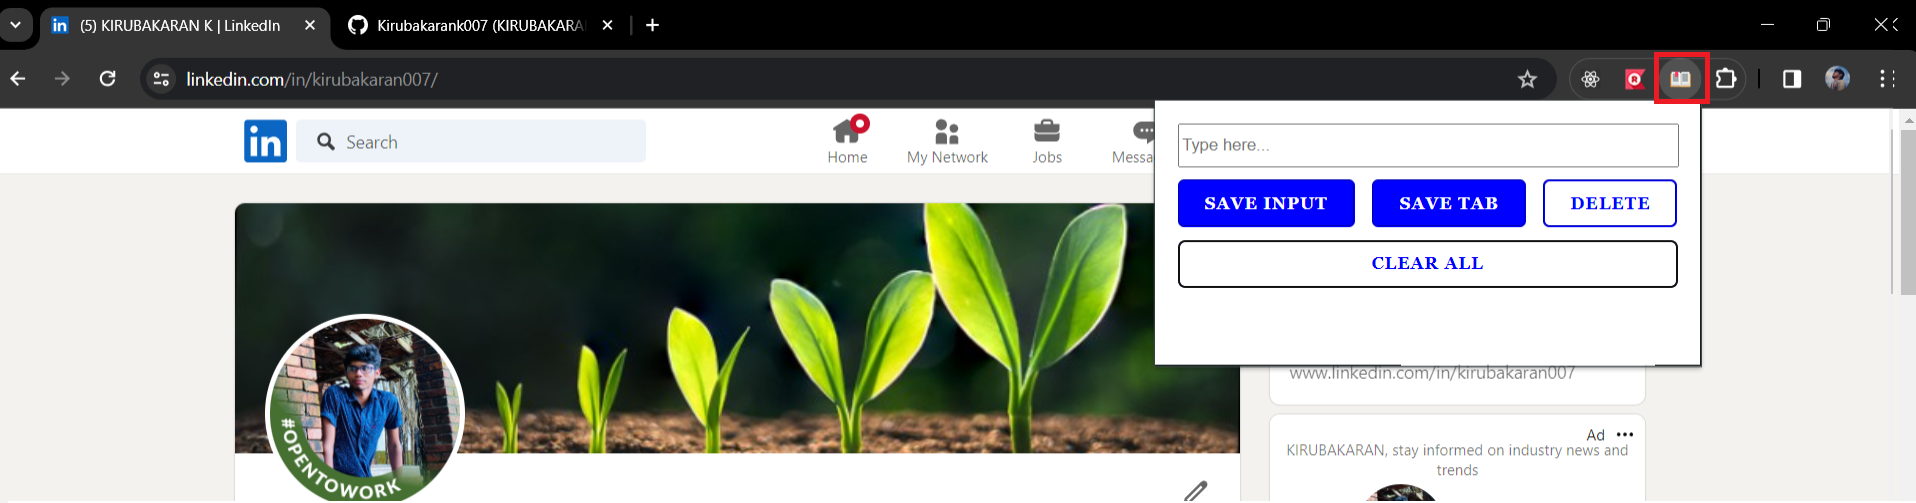 (5) KIRUBAKARAN K | LinkedIn
Kirubakarank007 (KIRUBAKARA
linkedin.com/in/kirubakaran007/
in
Search
Home
My Network
Jobs
Messa
Type here...
SAVE INPUT
SAVE TAB
DELETE
CLEAR ALL
www.linkedin.com/in/kirubakaran007
Ad
KIRUBAKARAN, stay informed on industry news and
trends
#OPENTOWORK